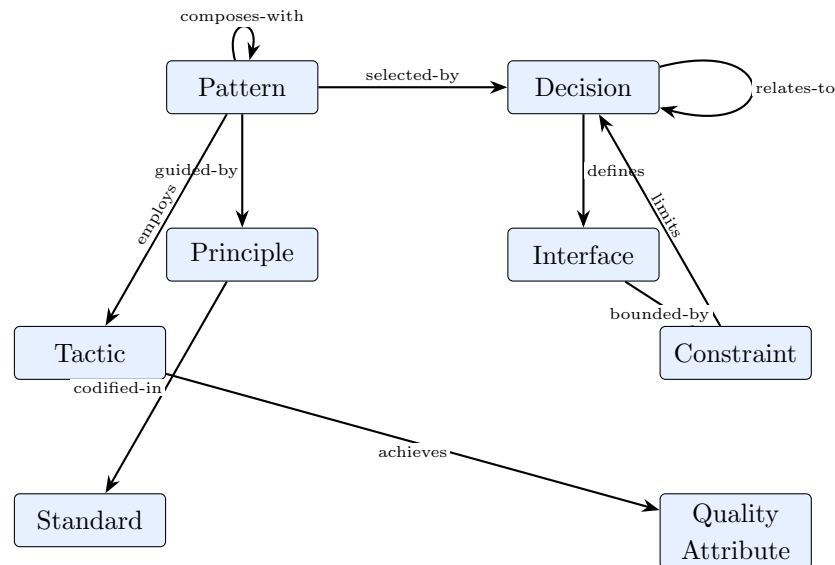 composes-with
Pattern
selected-by
Decision
relates-to
guided-by
defines
employs
limits
Principle
Interface
bounded-by
Tactic
Constraint
codified-in
achieves
Standard
Quality
Attribute